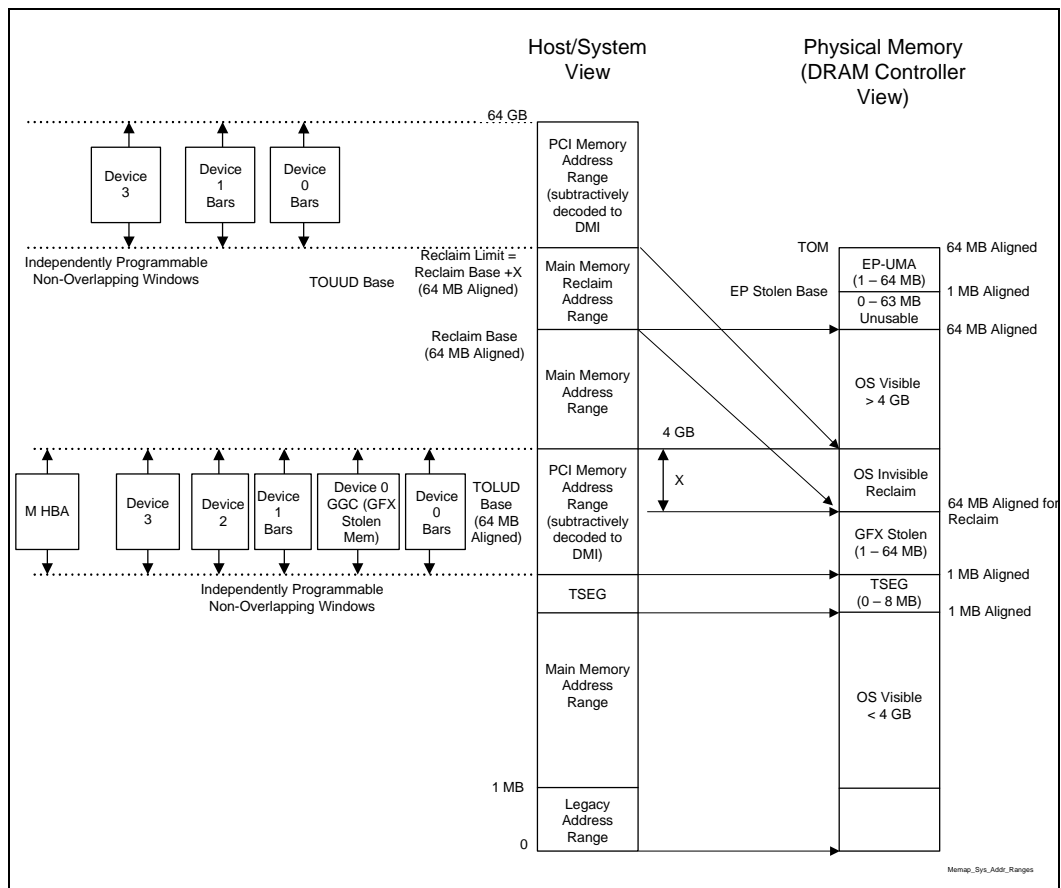 Host/System
View
Physical Memory
(DRAM Controller
View)
64 GB
PCI Memory
Address
Range
(subtractively
decoded to
DMI
Device
3
Device
1
Bars
Device
0
Bars
Independently Programmable
Non-Overlapping Windows
TOUUD Base
Reclaim Limit =
Reclaim Base +X
(64 MB Aligned)
Main Memory
Reclaim
Address
Range
TOM
64 MB Aligned
EP-UMA
(1 – 64 MB)
EP Stolen Base
1 MB Aligned
0 – 63 MB
Unusable
64 MB Aligned
Reclaim Base
(64 MB Aligned)
Main Memory
Address
Range
OS Visible
> 4 GB
4 GB
M HBA
Device
3
Device
2
Device
1
Bars
Device 0
GGC (GFX
Stolen
Mem)
Device
0
Bars
TOLUD
Base
(64 MB
Aligned)
PCI Memory
Address
Range
(subtractively
decoded to
DMI)
X
OS Invisible
Reclaim
64 MB Aligned for
Reclaim
GFX Stolen
(1 – 64 MB)
1 MB Aligned
Independently Programmable
Non-Overlapping Windows
TSEG
TSEG
(0 – 8 MB)
1 MB Aligned
Main Memory
Address
Range
OS Visible
< 4 GB
1 MB
Legacy
Address
Range
0
Memap_Sys_Addr_Ranges